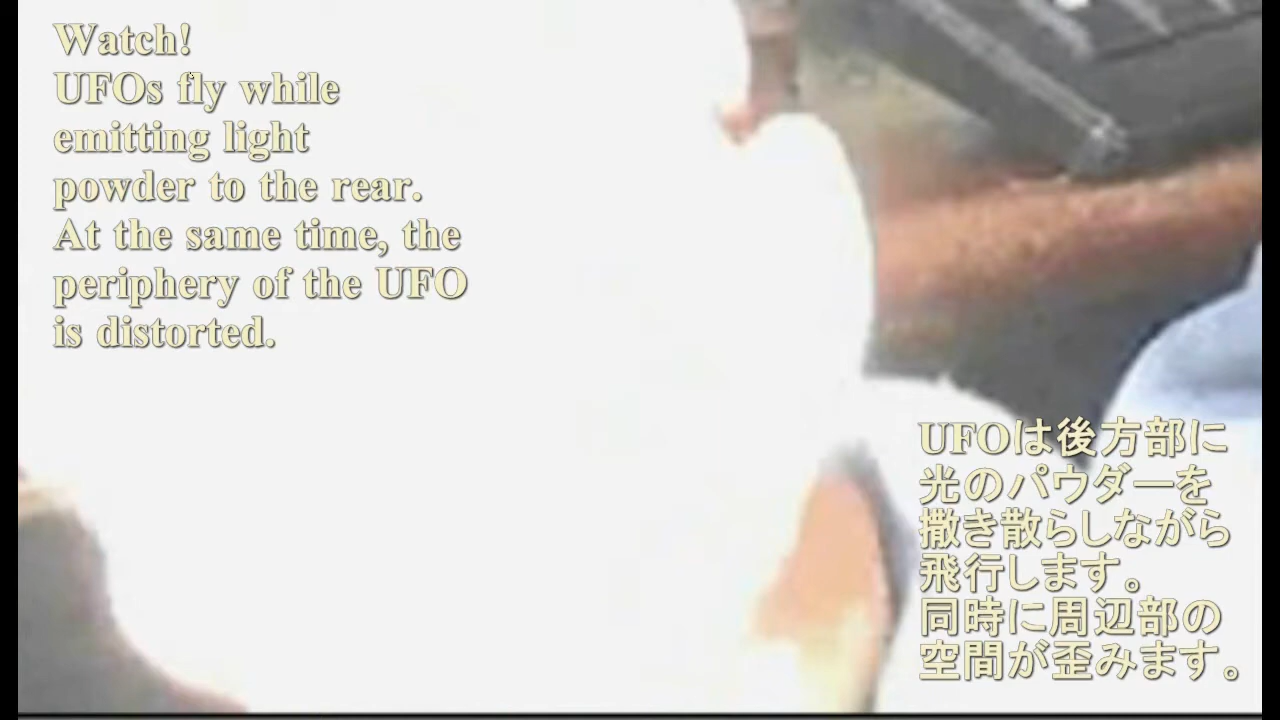 Watch!
UFOs fly while
emitting light
powder to the rear.
At the same time, the
periphery of the UFO
is distorted.
UFOは後方部に
光のパウダーを
撒き散らしながら
飛行します。
同時に周辺部の
空間が歪みます。